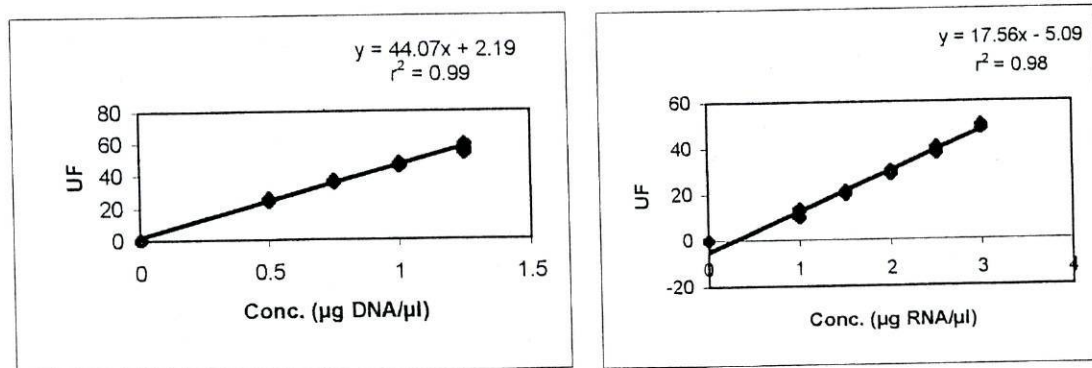 y = 44.07x + 2.19
r² = 0.99
80
60
40
20
0
UF
0
0.5
1
1.5
Conc. (µg DNA/µl)
y = 17.56x - 5.09
r² = 0.98
60
40
20
0
-20
UF
0
1
2
3
4
Conc. (µg RNA/µl)